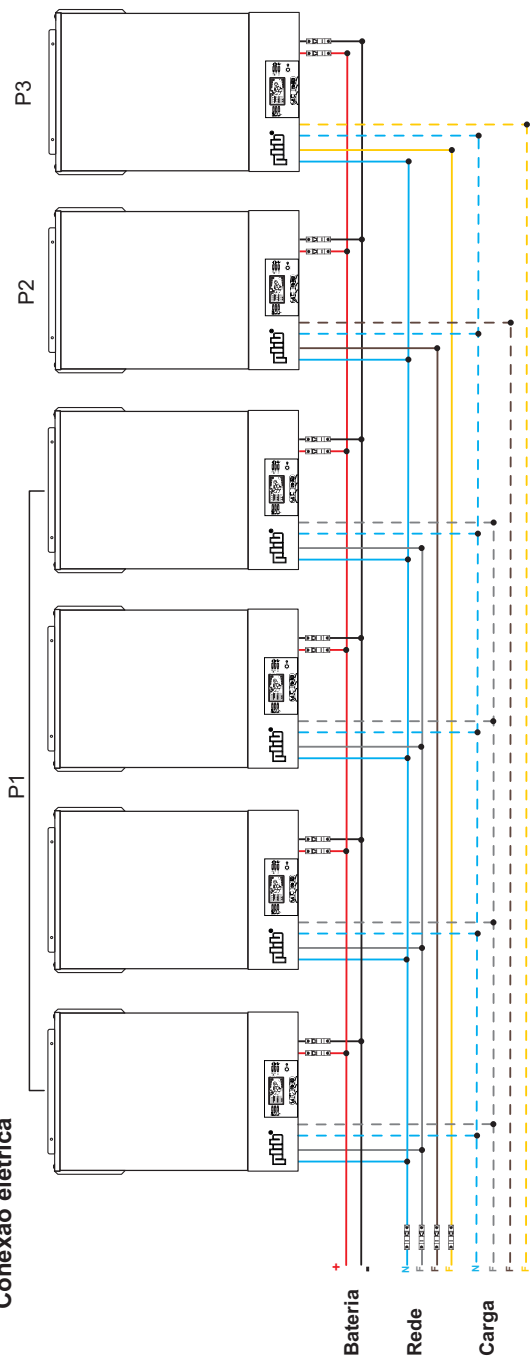 Conexão elétrica
P1
P2
P3
Bateria
+
-
Rede
N
F
F
F
Carga
N
F
F
F